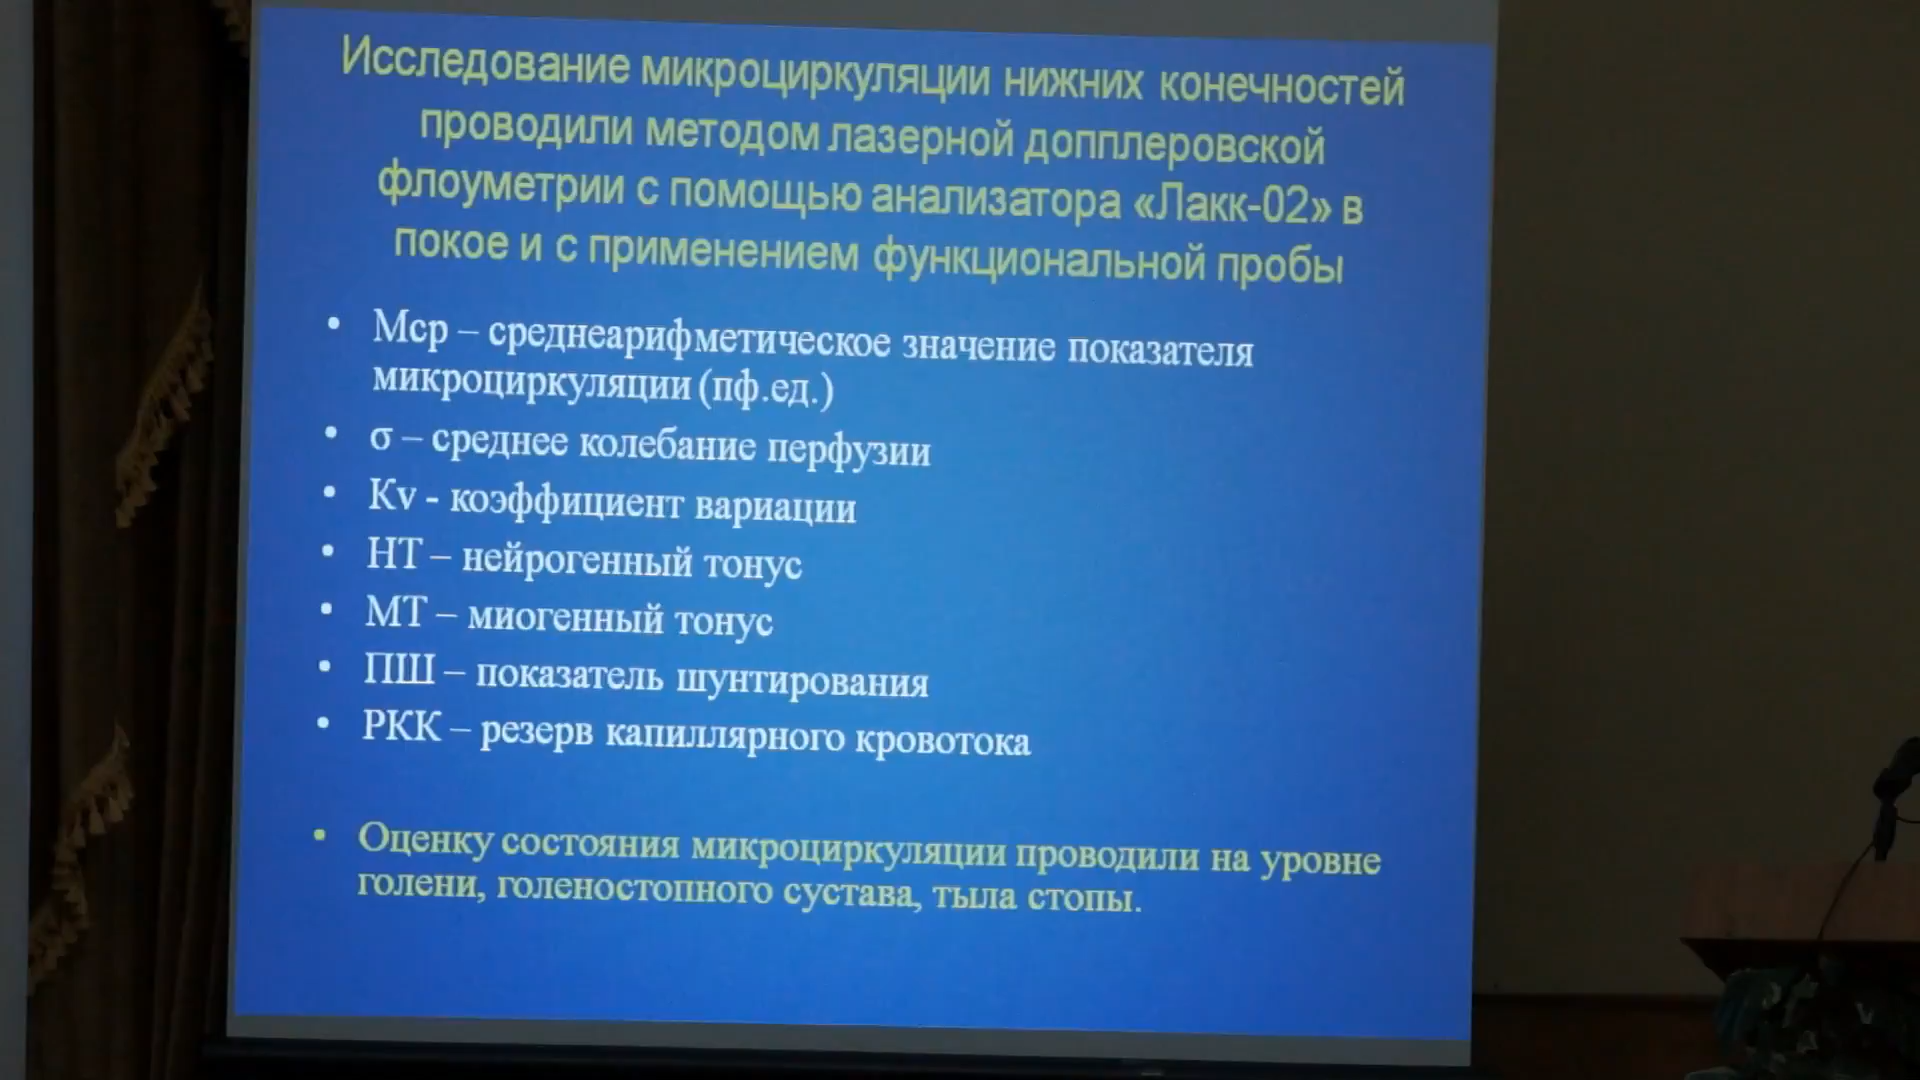 Исследование микроциркуляции нижних конечностей
проводили методом лазерной допплеровской
флоуметрии с помощью анализатора «Лакк-02» в
покое и с применением функциональной пробы
• Мср – среднеарифметическое значение показателя
микроциркуляции (пф.ед.)
• σ – среднее колебание перфузии
• Kv - коэффициент вариации
• НТ – нейрогенный тонус
• МТ – миогенный тонус
• ПШ – показатель шунтирования
• РКК – резерв капиллярного кровотока
• Оценку состояния микроциркуляции проводили на уровне
голени, голеностопного сустава, тыла стопы.